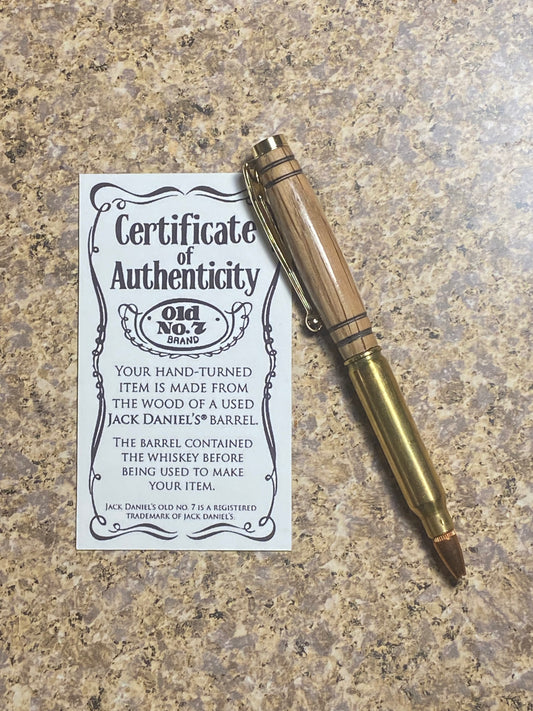 Certificate
of
Authenticity
Old
No. 7
BRAND
YOUR HAND-TURNED
ITEM IS MADE FROM
THE WOOD OF A USED
JACK DANIEL'S® BARREL.
THE BARREL CONTAINED
THE WHISKEY BEFORE
BEING USED TO MAKE
YOUR ITEM.
JACK DANIEL'S OLD NO. 7 IS A REGISTERED
TRADEMARK OF JACK DANIEL'S.